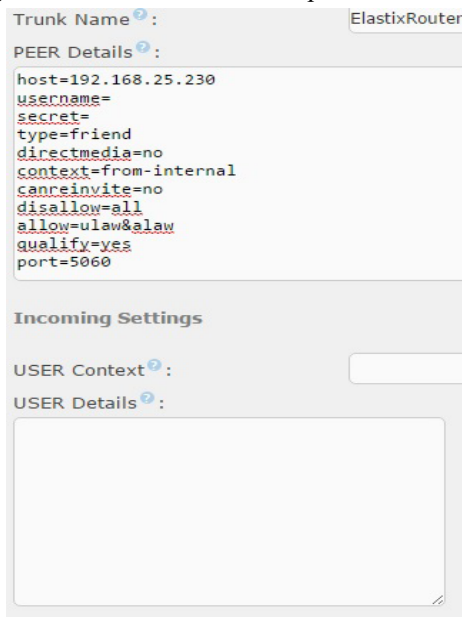 Trunk Name? : ElastixRouter
PEER Details? :
host=192.168.25.230
username=
secret=
type=friend
directmedia=no
context=from-internal
canreinvite=no
disallow=all
allow=ulaw&alaw
qualify=yes
port=5060
Incoming Settings
USER Context? :
USER Details? :